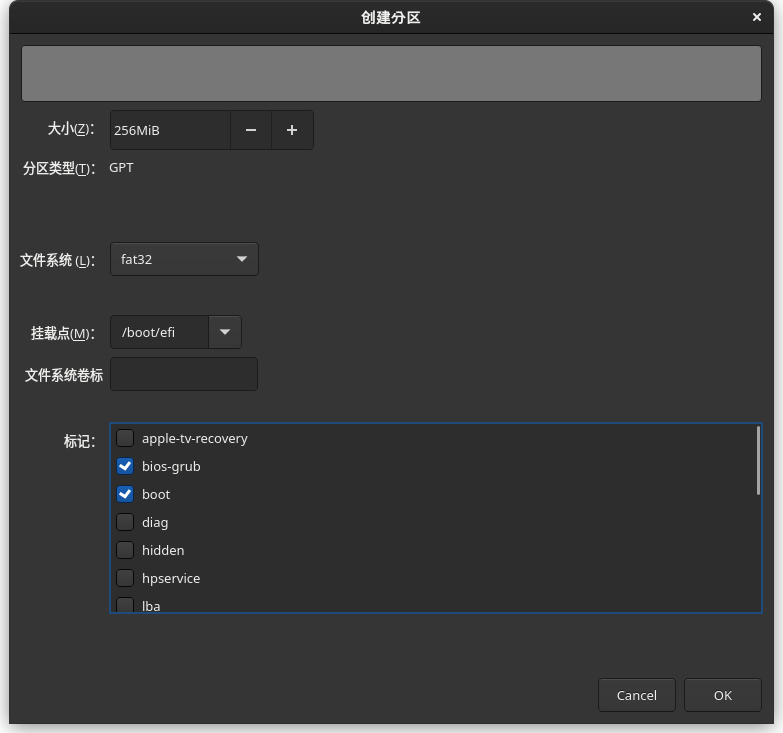 创建分区
大小(Z)： 256MiB
分区类型(T)： GPT
文件系统 (L)： fat32
挂载点(M)： /boot/efi
文件系统卷标
标记： apple-tv-recovery
bios-grub
boot
diag
hidden
hpservice
lba
Cancel OK